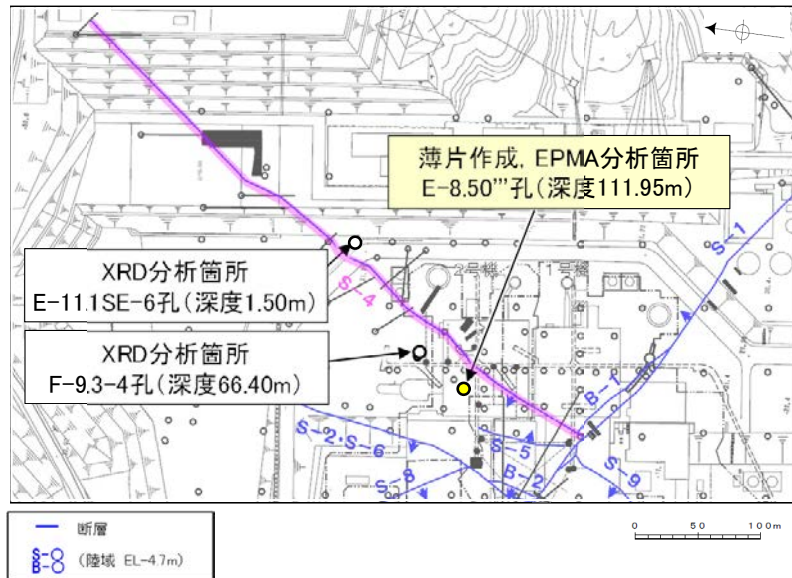 薄片作成, EPMA分析箇所
E-8.50'''孔(深度111.95m)
S-1
XRD分析箇所
E-11.1SE-6孔(深度1.50m)
S-4
2号機
1号機
XRD分析箇所
F-9.3-4孔(深度66.40m)
B-1
S-2・S-6
S-5
S-8
B-2
S-9
断層
S-○
B-○
(陸域 EL-4.7m)
0 50 100m